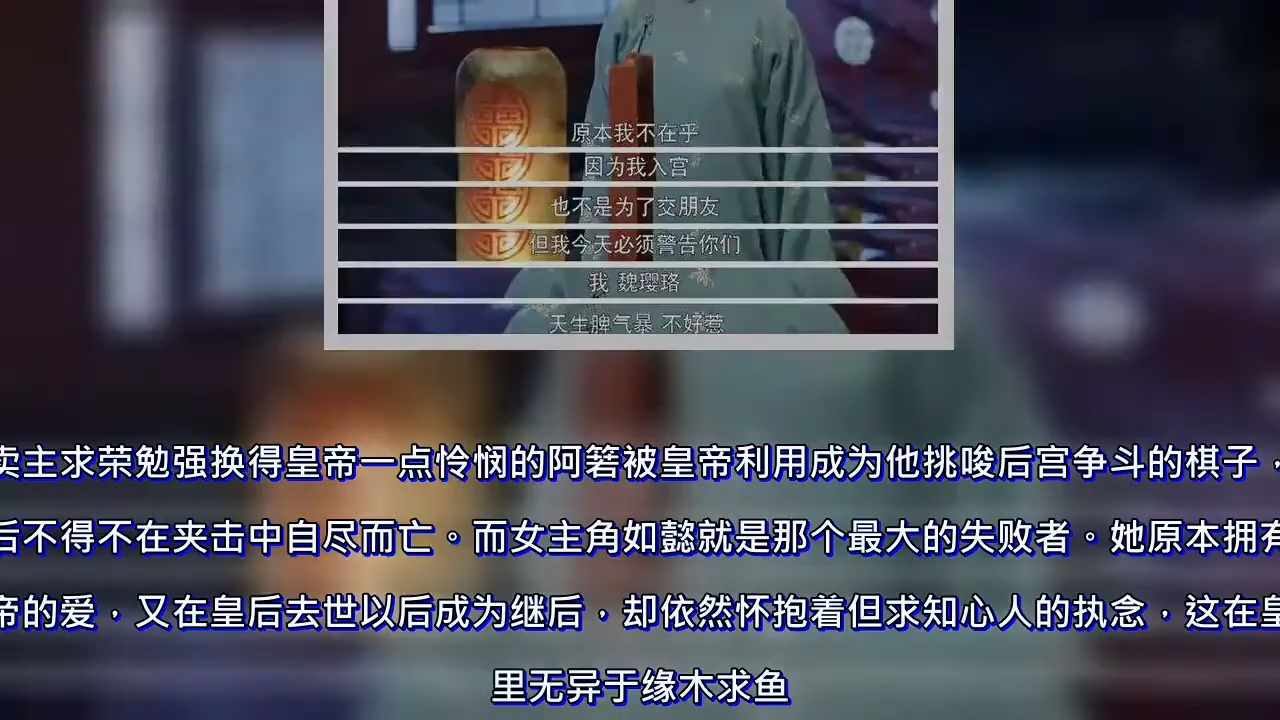 原本我不在乎
因为我入宫
也不是为了交朋友
但我今天必须警告你们
我 魏璎珞
天生脾气暴 不好惹
卖主求荣勉强换得皇帝一点怜悯的阿箬被皇帝利用成为他挑唆后宫争斗的棋子，
后不得不在夹击中自尽而亡。而女主角如懿就是那个最大的失败者。她原本拥有
帝的爱，又在皇后去世以后成为继后，却依然怀抱着但求知心人的执念，这在皇
里无异于缘木求鱼